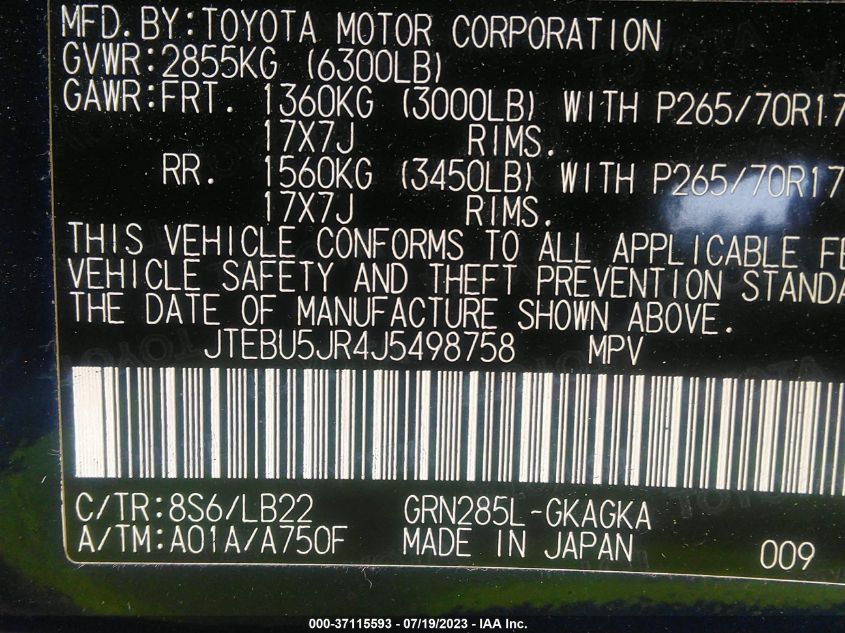 MFD.BY:TOYOTA MOTOR CORPORATION
GVWR:2855KG (6300LB)
GAWR:FRT. 1360KG (3000LB) WITH P265/70R17
17X7J RIMS.
RR. 1560KG (3450LB) WITH P265/70R17
17X7J RIMS.
THIS VEHICLE CONFORMS TO ALL APPLICABLE FE
VEHICLE SAFETY AND THEFT PREVENTION STANDA
THE DATE OF MANUFACTURE SHOWN ABOVE.
JTEBU5JR4J5498758 MPV
C/TR:8S6/LB22 GRN285L-GKAGKA
A/TM:A01A/A750F MADE IN JAPAN 009
000-37115593 - 07/19/2023 - IAA Inc.